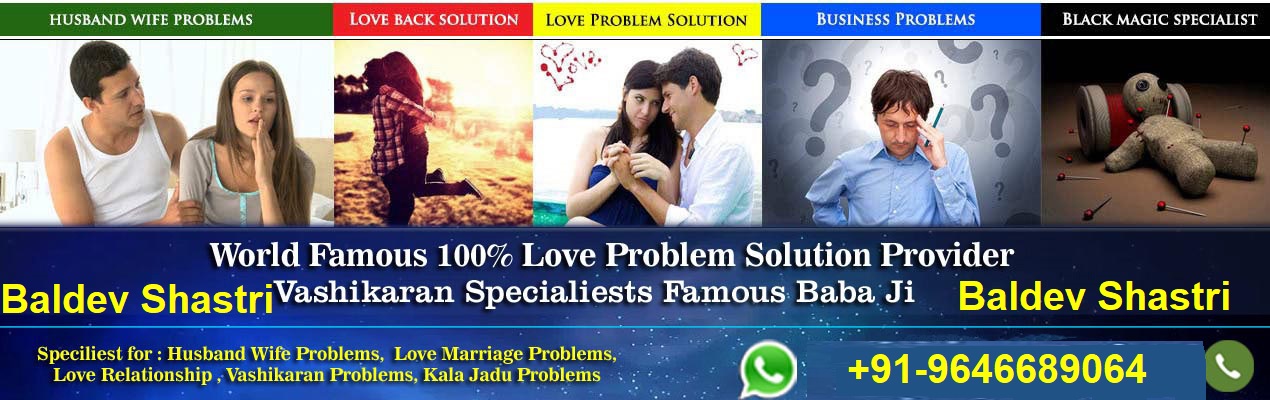 HUSBAND WIFE PROBLEMS
LOVE BACK SOLUTION
LOVE PROBLEM SOLUTION
BUSINESS PROBLEMS
BLACK MAGIC SPECIALIST
World Famous 100% Love Problem Solution Provider
Baldev Shastri
Vashikaran Specialiests Famous Baba Ji
Baldev Shastri
Speciliest for : Husband Wife Problems, Love Marriage Problems,
Love Relationship , Vashikaran Problems, Kala Jadu Problems
+91-9646689064